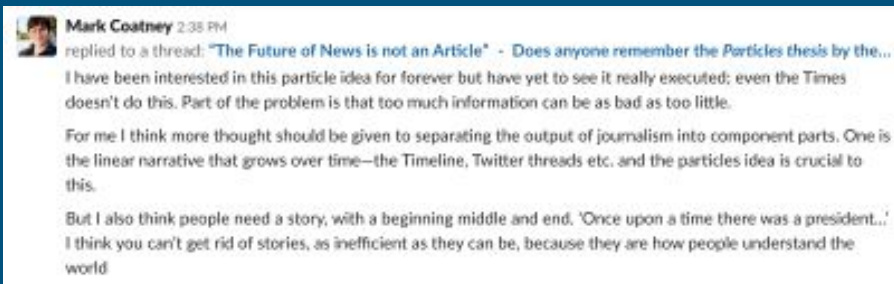 Mark Coatney 2:38 PM
replied to a thread: "The Future of News is not an Article" - Does anyone remember the Particles thesis by the...
I have been interested in this particle idea for forever but have yet to see it really executed; even the Times
doesn't do this. Part of the problem is that too much information can be as bad as too little.
For me I think more thought should be given to separating the output of journalism into component parts. One is
the linear narrative that grows over time—the Timeline, Twitter threads etc. and the particles idea is crucial to
this.
But I also think people need a story, with a beginning middle and end. 'Once upon a time there was a president...'
I think you can't get rid of stories, as inefficient as they can be, because they are how people understand the
world